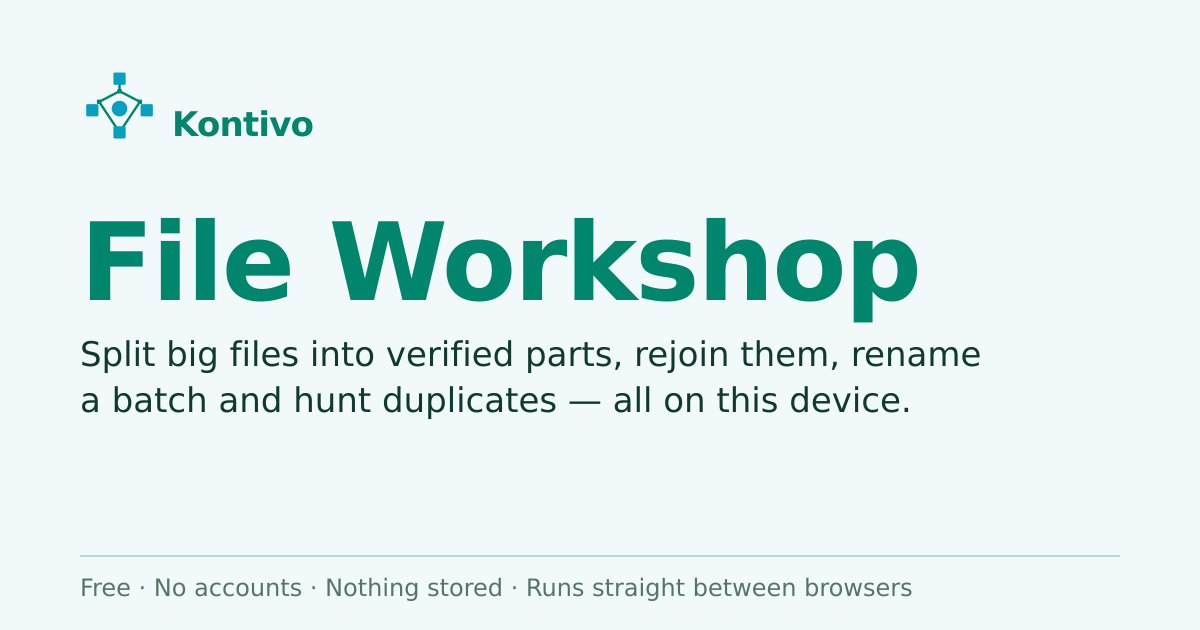 Kontivo
File Workshop
Split big files into verified parts, rejoin them, rename
a batch and hunt duplicates — all on this device.
Free · No accounts · Nothing stored · Runs straight between browsers